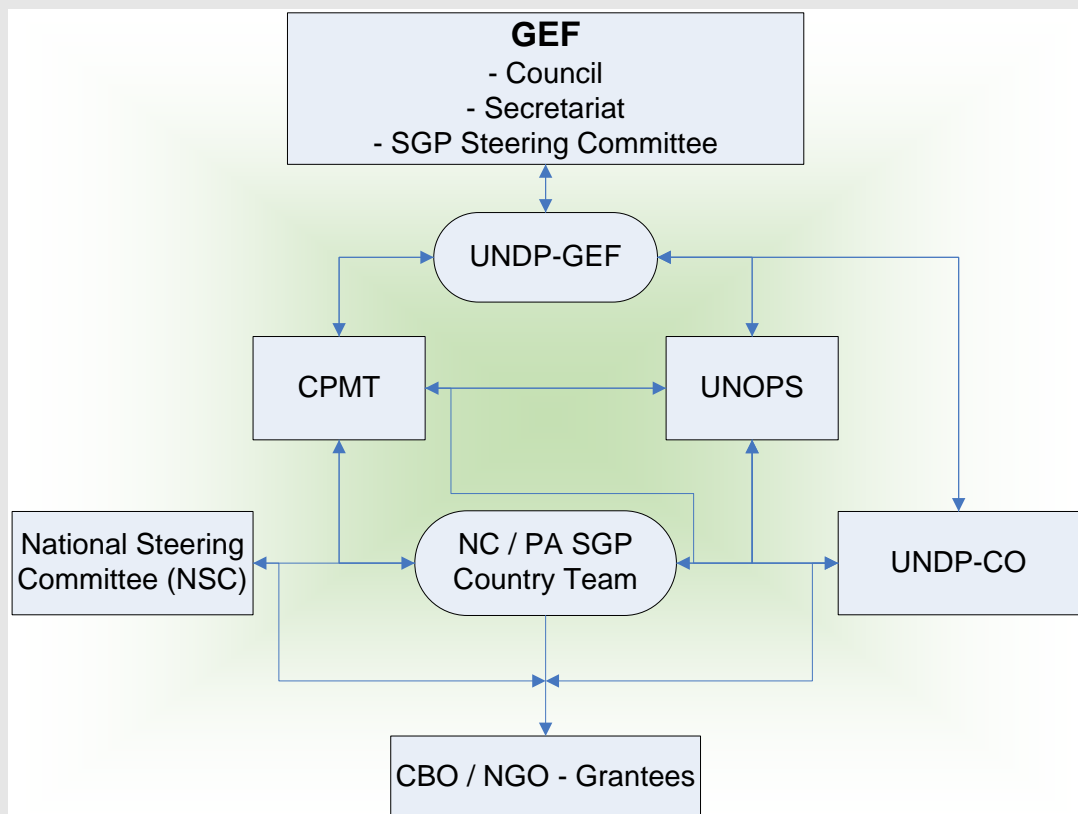 GEF
- Council
- Secretariat
- SGP Steering Committee
UNDP-GEF
CPMT
UNOPS
National Steering
Committee (NSC)
NC / PA SGP
Country Team
UNDP-CO
CBO / NGO - Grantees